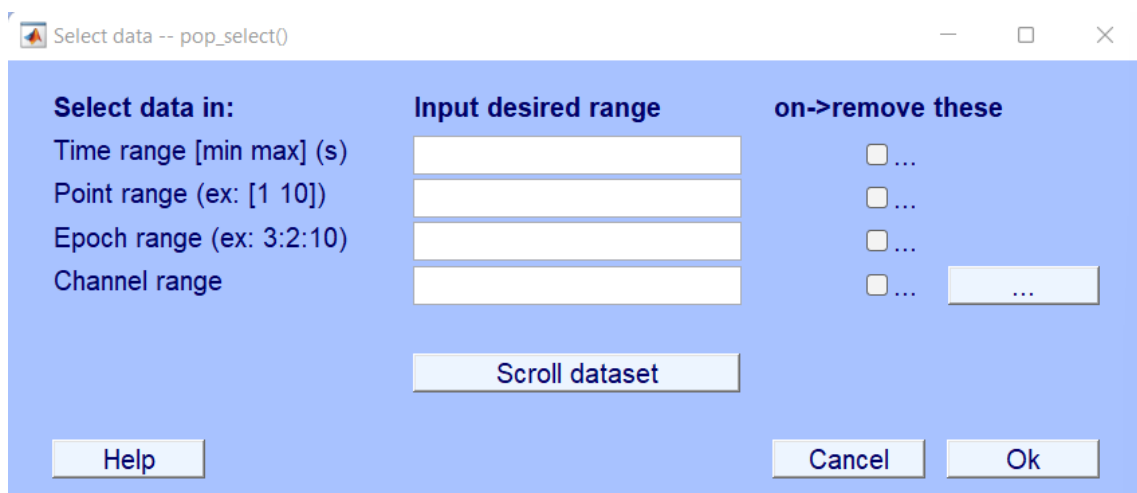 Select data -- pop_select()
Select data in: Input desired range on->remove these
Time range [min max] (s) ...
Point range (ex: [1 10]) ...
Epoch range (ex: 3:2:10) ...
Channel range ... ...
Scroll dataset
Help Cancel Ok